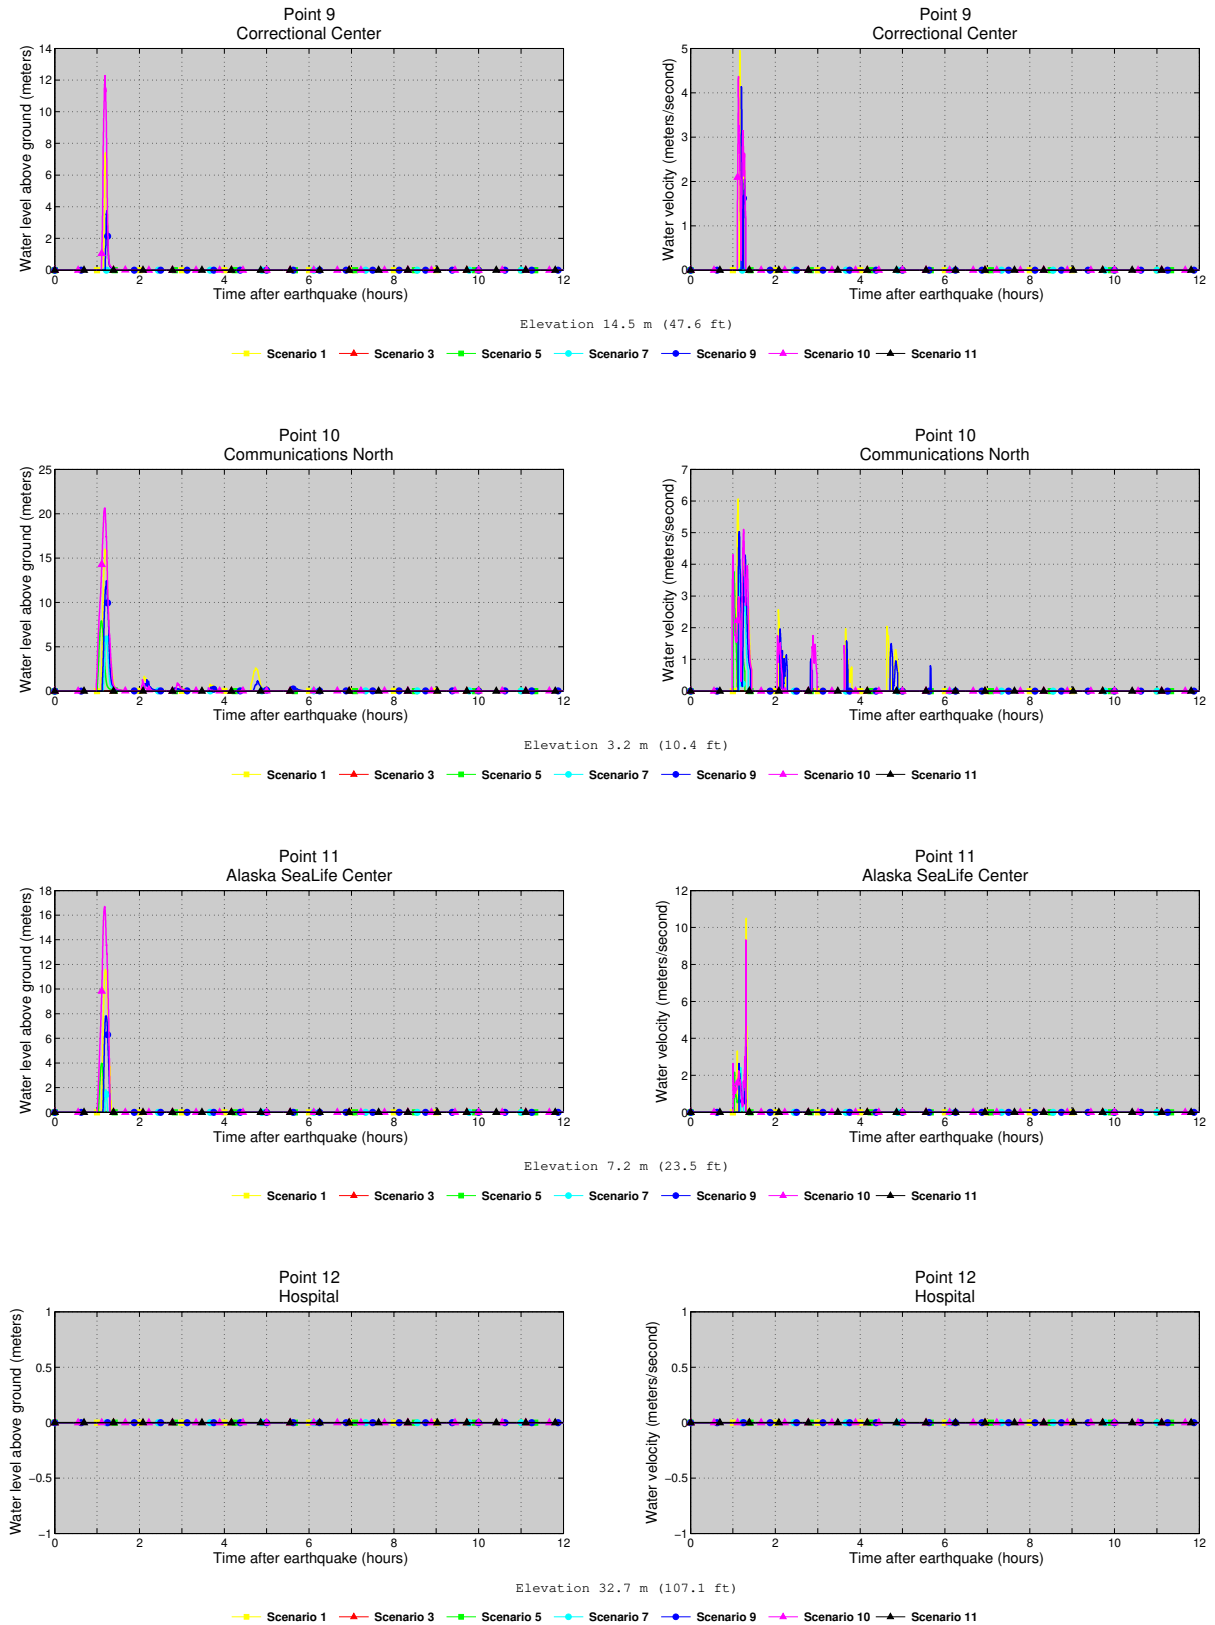 Point 9
Correctional Center
Water level above ground (meters)
14
12
10
8
6
4
2
0
0 2 4 6 8 10 12
Time after earthquake (hours)
Point 9
Correctional Center
Water velocity (meters/second)
5
4
3
2
1
0
0 2 4 6 8 10 12
Time after earthquake (hours)
Elevation 14.5 m (47.6 ft)
Scenario 1 Scenario 3 Scenario 5 Scenario 7 Scenario 9 Scenario 10 Scenario 11
Point 10
Communications North
Water level above ground (meters)
25
20
15
10
5
0
0 2 4 6 8 10 12
Time after earthquake (hours)
Point 10
Communications North
Water velocity (meters/second)
7
6
5
4
3
2
1
0
0 2 4 6 8 10 12
Time after earthquake (hours)
Elevation 3.2 m (10.4 ft)
Scenario 1 Scenario 3 Scenario 5 Scenario 7 Scenario 9 Scenario 10 Scenario 11
Point 11
Alaska SeaLife Center
Water level above ground (meters)
18
16
14
12
10
8
6
4
2
0
0 2 4 6 8 10 12
Time after earthquake (hours)
Point 11
Alaska SeaLife Center
Water velocity (meters/second)
12
10
8
6
4
2
0
0 2 4 6 8 10 12
Time after earthquake (hours)
Elevation 7.2 m (23.5 ft)
Scenario 1 Scenario 3 Scenario 5 Scenario 7 Scenario 9 Scenario 10 Scenario 11
Point 12
Hospital
Water level above ground (meters)
1
0.5
0
−0.5
−1
0 2 4 6 8 10 12
Time after earthquake (hours)
Point 12
Hospital
Water velocity (meters/second)
1
0.5
0
−0.5
−1
0 2 4 6 8 10 12
Time after earthquake (hours)
Elevation 32.7 m (107.1 ft)
Scenario 1 Scenario 3 Scenario 5 Scenario 7 Scenario 9 Scenario 10 Scenario 11